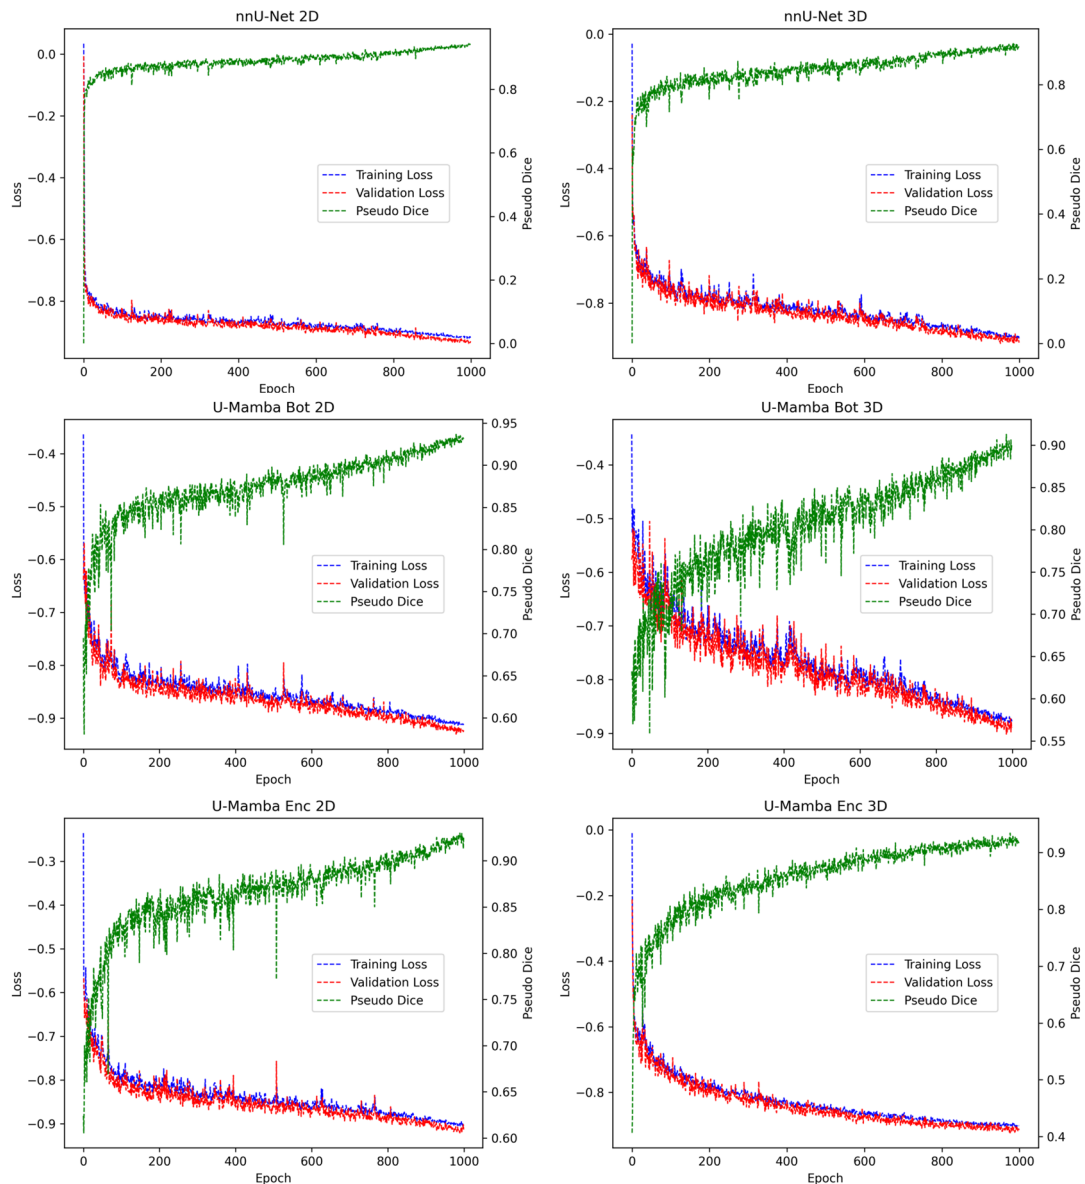 nnU-Net 2D
0.0
−0.2
−0.4
−0.6
−0.8
Loss
Training Loss
Validation Loss
Pseudo Dice
0.8
0.6
0.4
0.2
0.0
Pseudo Dice
0 200 400 600 800 1000
Epoch
nnU-Net 3D
0.0
−0.2
−0.4
−0.6
−0.8
Loss
Training Loss
Validation Loss
Pseudo Dice
0.8
0.6
0.4
0.2
0.0
Pseudo Dice
0 200 400 600 800 1000
Epoch
U-Mamba Bot 2D
−0.4
−0.5
−0.6
−0.7
−0.8
−0.9
Loss
Training Loss
Validation Loss
Pseudo Dice
0.95
0.90
0.85
0.80
0.75
0.70
0.65
0.60
Pseudo Dice
0 200 400 600 800 1000
Epoch
U-Mamba Bot 3D
−0.4
−0.5
−0.6
−0.7
−0.8
−0.9
Loss
Training Loss
Validation Loss
Pseudo Dice
0.90
0.85
0.80
0.75
0.70
0.65
0.60
0.55
Pseudo Dice
0 200 400 600 800 1000
Epoch
U-Mamba Enc 2D
−0.3
−0.4
−0.5
−0.6
−0.7
−0.8
−0.9
Loss
Training Loss
Validation Loss
Pseudo Dice
0.90
0.85
0.80
0.75
0.70
0.65
0.60
Pseudo Dice
0 200 400 600 800 1000
Epoch
U-Mamba Enc 3D
0.0
−0.2
−0.4
−0.6
−0.8
Loss
Training Loss
Validation Loss
Pseudo Dice
0.9
0.8
0.7
0.6
0.5
0.4
Pseudo Dice
0 200 400 600 800 1000
Epoch